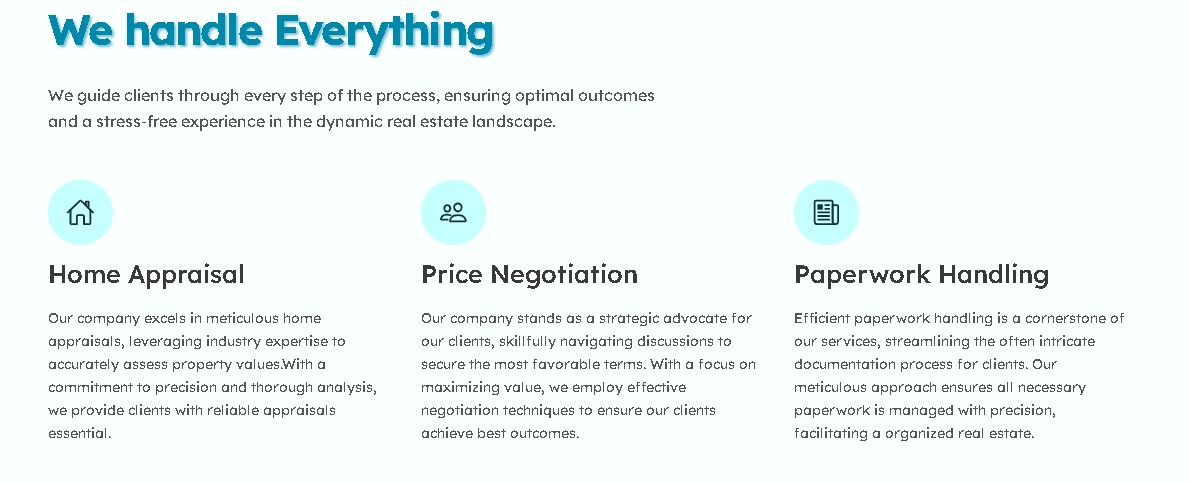 We handle Everything
We guide clients through every step of the process, ensuring optimal outcomes
and a stress-free experience in the dynamic real estate landscape.
Home Appraisal
Our company excels in meticulous home
appraisals, leveraging industry expertise to
accurately assess property values.With a
commitment to precision and thorough analysis,
we provide clients with reliable appraisals
essential.
Price Negotiation
Our company stands as a strategic advocate for
our clients, skillfully navigating discussions to
secure the most favorable terms. With a focus on
maximizing value, we employ effective
negotiation techniques to ensure our clients
achieve best outcomes.
Paperwork Handling
Efficient paperwork handling is a cornerstone of
our services, streamlining the often intricate
documentation process for clients. Our
meticulous approach ensures all necessary
paperwork is managed with precision,
facilitating a organized real estate.